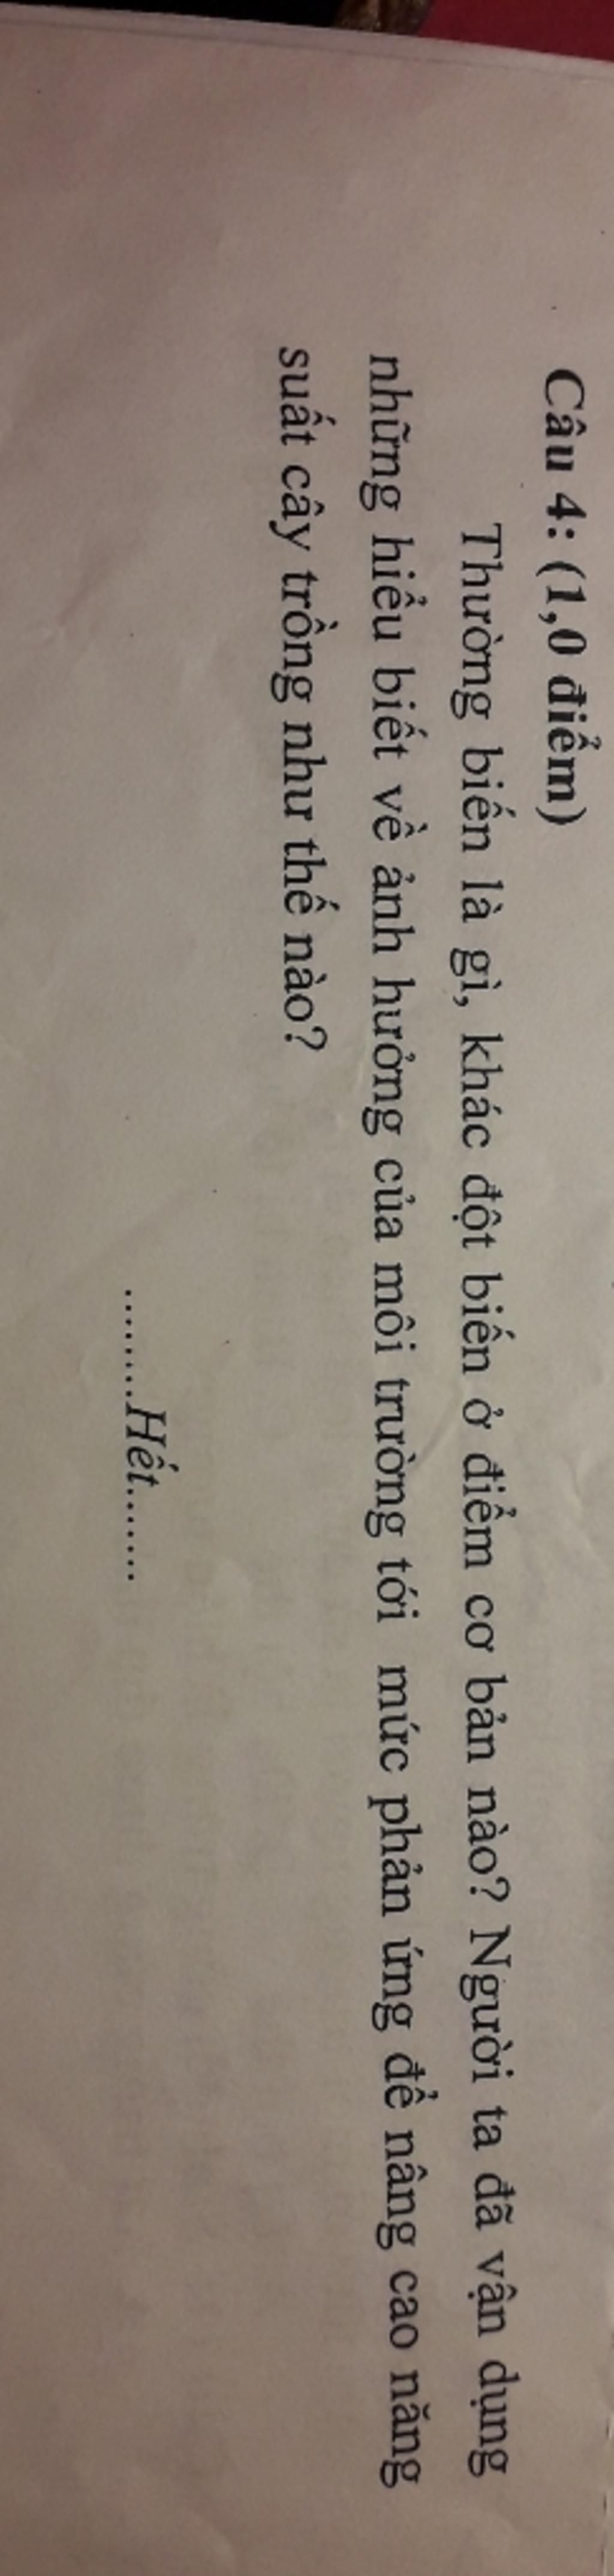 Câu 4: (1,0 điểm)
Thường biến là gì, khác đột biến ở điểm cơ bản nào? Người ta đã vận dụng
những hiểu biết về ảnh hưởng của môi trường tới mức phản ứng để nâng cao năng
suất cây trồng như thế nào?
.........Hết.......